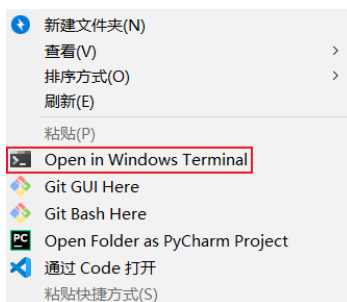 新建文件夹(N)
查看(V)
排序方式(O)
刷新(E)
粘贴(P)
Open in Windows Terminal
Git GUI Here
Git Bash Here
PC
Open Folder as PyCharm Project
通过 Code 打开
粘贴快捷方式(S)